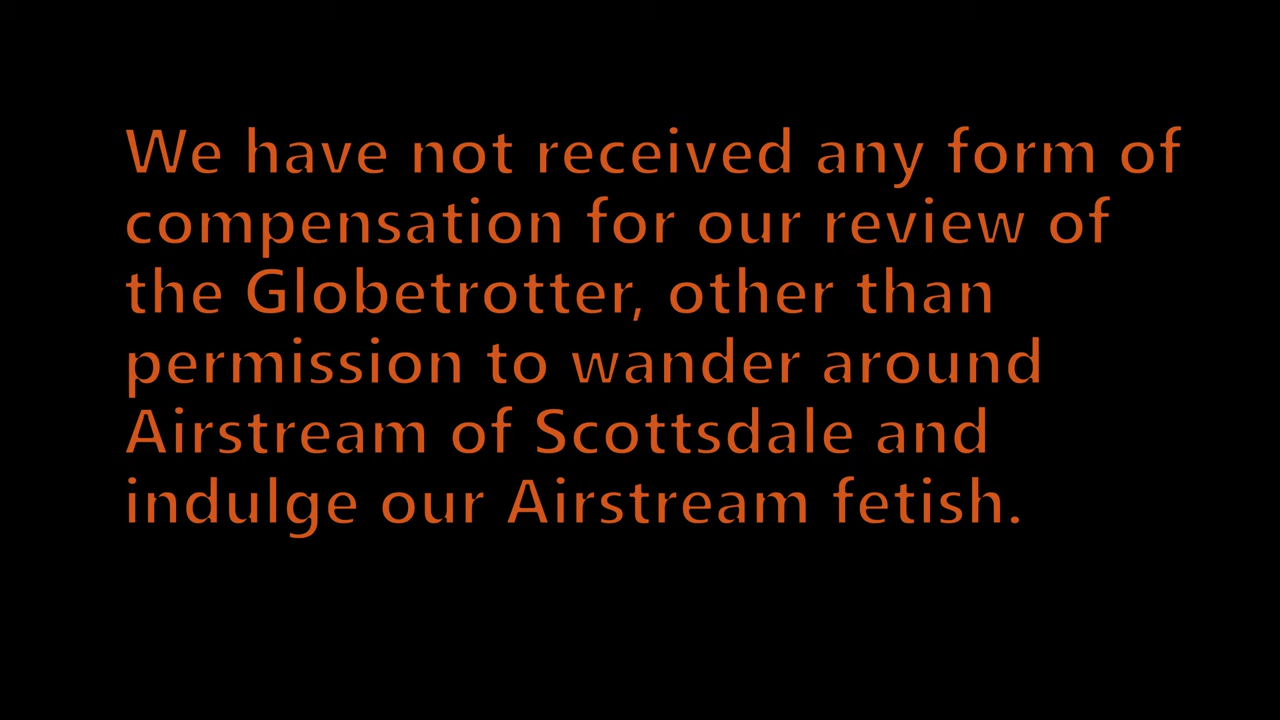 We have not received any form of
compensation for our review of
the Globetrotter, other than
permission to wander around
Airstream of Scottsdale and
indulge our Airstream fetish.